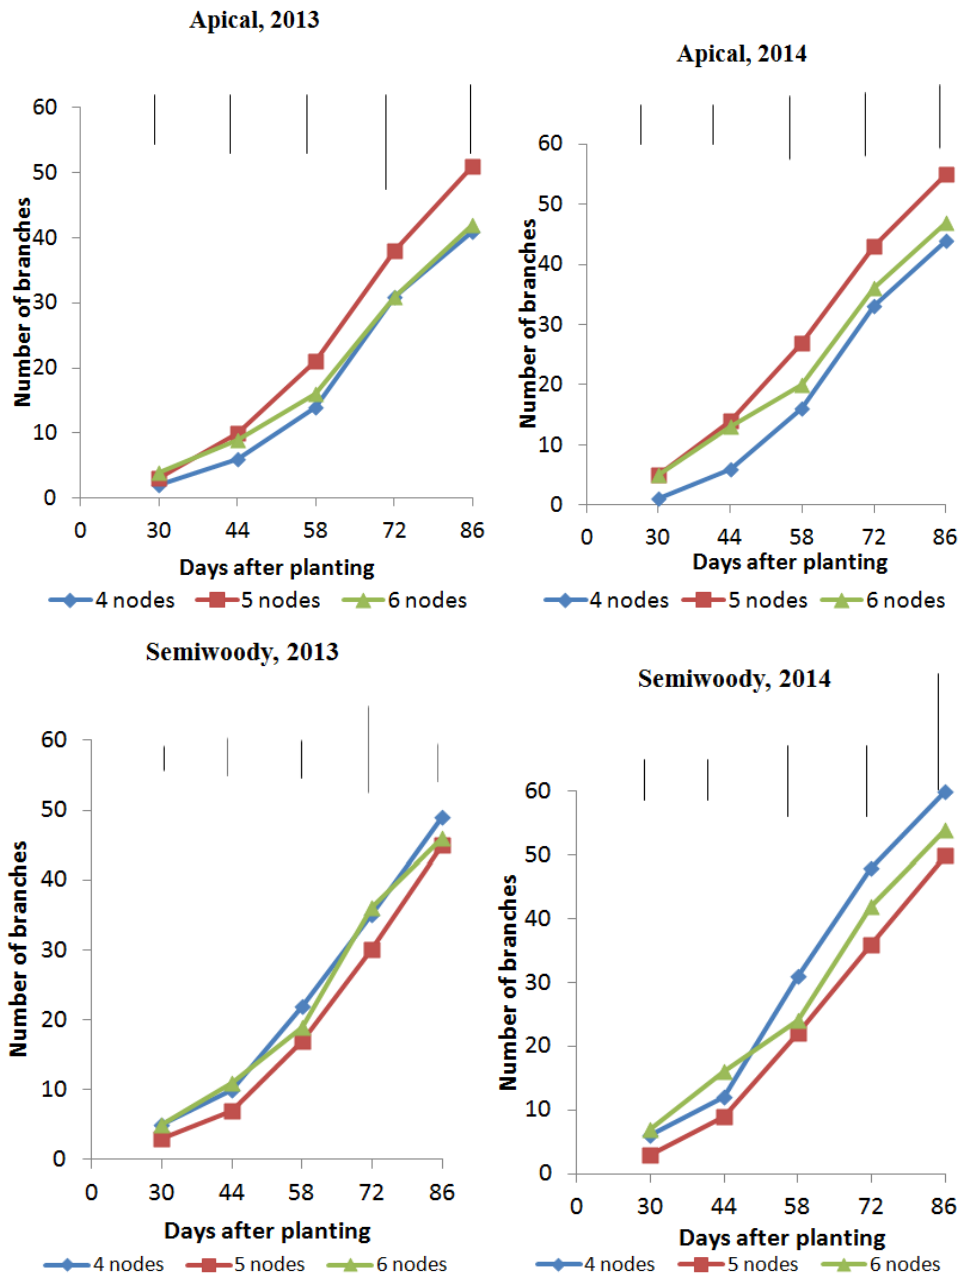 Apical, 2013
60
50
40
30
20
10
0
Number of branches
0 30 44 58 72 86
Days after planting
4 nodes 5 nodes 6 nodes
Apical, 2014
60
50
40
30
20
10
0
Number of branches
0 30 44 58 72 86
Days after planting
4 nodes 5 nodes 6 nodes
Semiwoody, 2013
60
50
40
30
20
10
0
Number of branches
0 30 44 58 72 86
Days after planting
4 nodes 5 nodes 6 nodes
Semiwoody, 2014
60
50
40
30
20
10
0
Number of branches
0 30 44 58 72 86
Days after planting
4 nodes 5 nodes 6 nodes